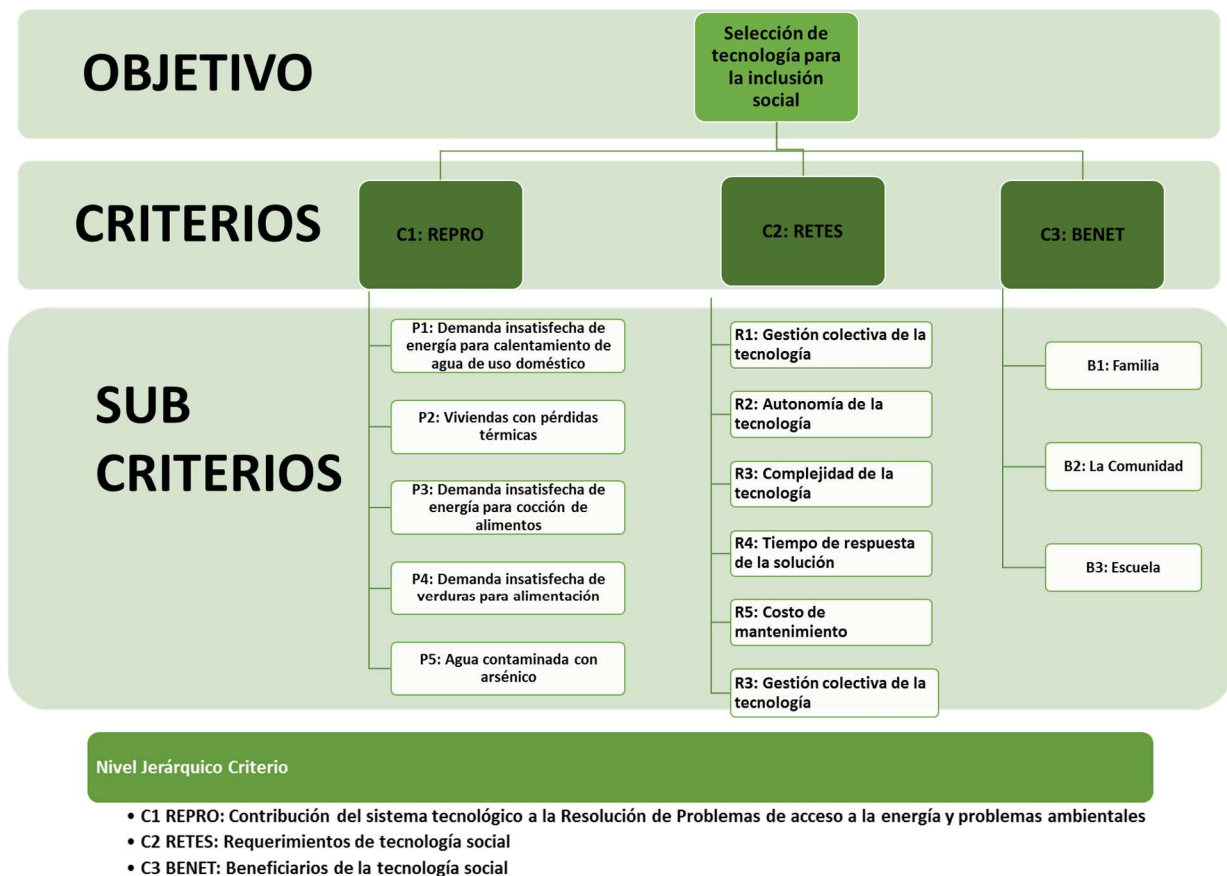 OBJETIVO
Selección de
tecnología para
la inclusión
social
CRITERIOS
C1: REPRO
C2: RETES
C3: BENET
SUB
CRITERIOS
P1: Demanda insatisfecha de
energía para calentamiento de
agua de uso doméstico
P2: Viviendas con pérdidas
térmicas
P3: Demanda insatisfecha de
energía para cocción de
alimentos
P4: Demanda insatisfecha de
verduras para alimentación
P5: Agua contaminada con
arsénico
R1: Gestión colectiva de la
tecnología
R2: Autonomía de la
tecnología
R3: Complejidad de la
tecnología
R4: Tiempo de respuesta
de la solución
R5: Costo de
mantenimiento
R3: Gestión colectiva de la
tecnología
B1: Familia
B2: La Comunidad
B3: Escuela
Nivel Jerárquico Criterio
• C1 REPRO: Contribución del sistema tecnológico a la Resolución de Problemas de acceso a la energía y problemas ambientales
• C2 RETES: Requerimientos de tecnología social
• C3 BENET: Beneficiarios de la tecnología social